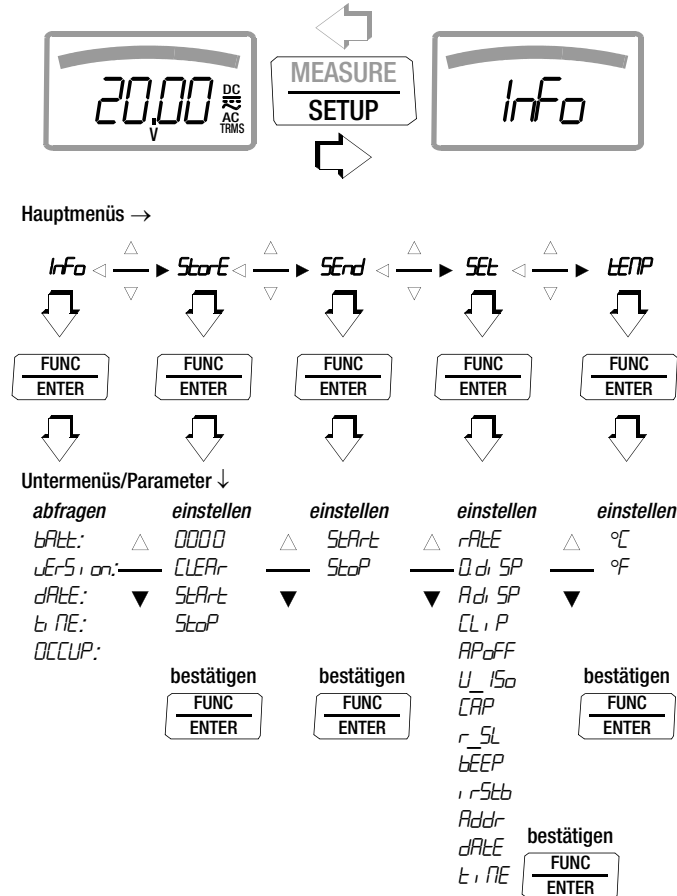 20.00 DC
V AC
TRMS
MEASURE
SETUP
InFo
Hauptmenüs →
InFo StorE SEnd SEt tEMP
FUNC FUNC FUNC FUNC FUNC
ENTER ENTER ENTER ENTER ENTER
Untermenüs/Parameter ↓
abfragen einstellen einstellen einstellen einstellen
bAtt: 0000 StArt rAtE °C
vErSion: CLEAr StoP 0.diSP °F
dAtE: StArt AdiSP
tiME: StoP CLiP
OCCUP: APoFF
bestätigen bestätigen U_ISo bestätigen
FUNC FUNC CAP FUNC
ENTER ENTER r_SL ENTER
bEEP
irStb
Addr
dAtE bestätigen
tiME FUNC
ENTER